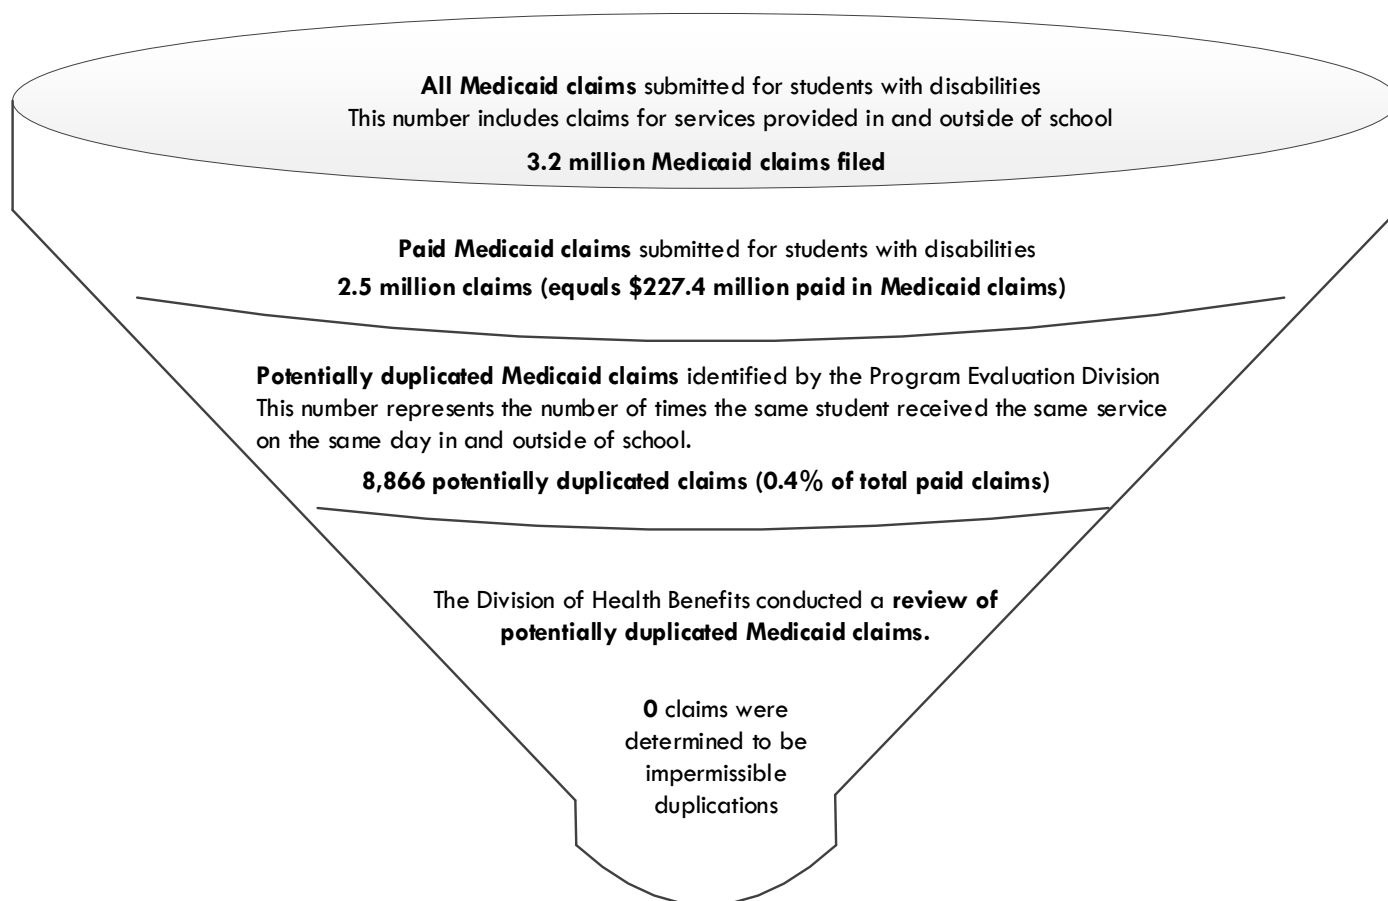 All Medicaid claims submitted for students with disabilities
This number includes claims for services provided in and outside of school
3.2 million Medicaid claims filed
Paid Medicaid claims submitted for students with disabilities
2.5 million claims (equals $227.4 million paid in Medicaid claims)
Potentially duplicated Medicaid claims identified by the Program Evaluation Division
This number represents the number of times the same student received the same service
on the same day in and outside of school.
8,866 potentially duplicated claims (0.4% of total paid claims)
The Division of Health Benefits conducted a review of
potentially duplicated Medicaid claims.
0 claims were
determined to be
impermissible
duplications